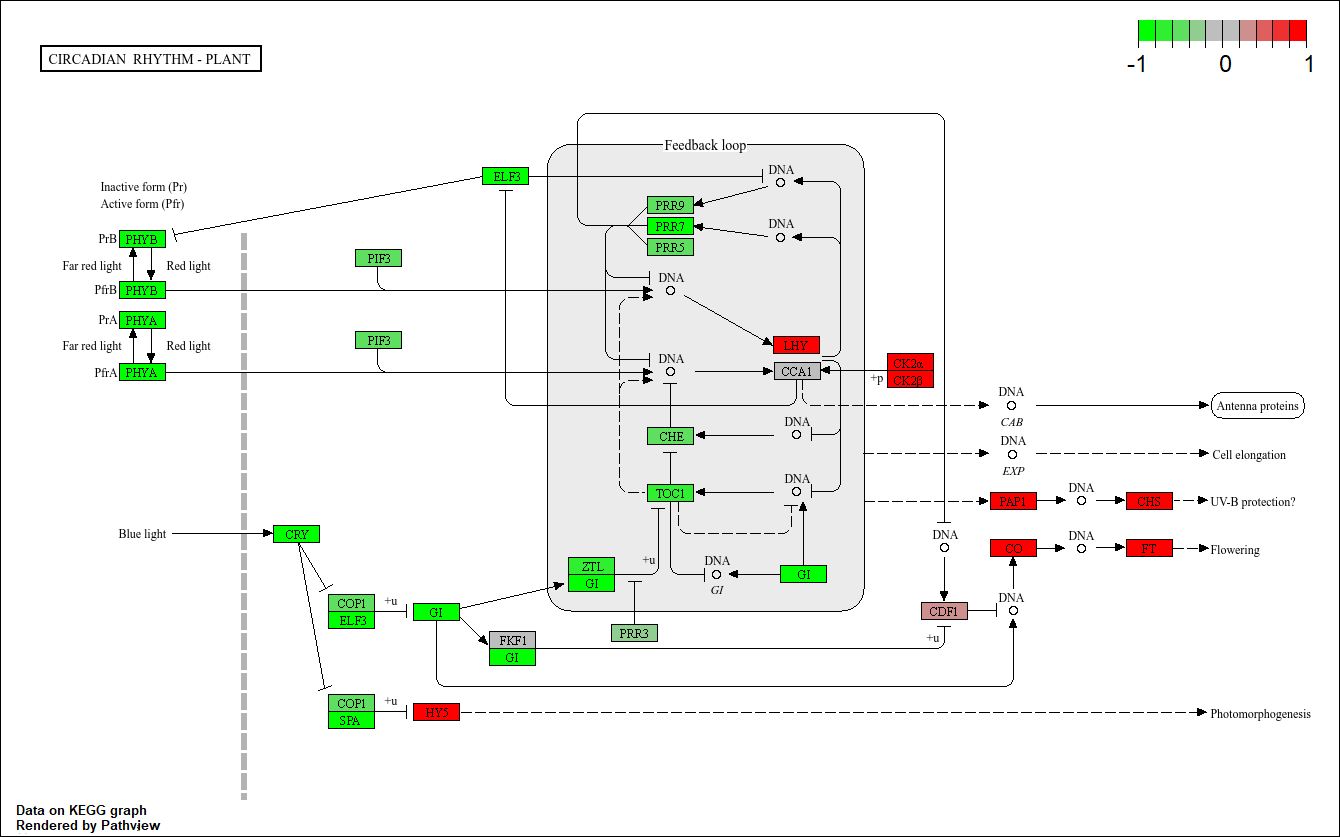 CIRCADIAN RHYTHM - PLANT
-1 0 1
Feedback loop
DNA
ELF3
Inactive form (Pr)
Active form (Pfr)
PRR9
PRR7
PRR5
DNA
PrB PHYB
Far red light Red light
PfrB PHYB
PIF3
DNA
PrA PHYA
Far red light Red light
PfrA PHYA
PIF3
DNA
LHY
CCA1
CK2α
CK2β
+p
DNA
CAB
Antenna proteins
CHE
DNA
DNA
EXP
Cell elongation
TOC1
DNA
PAP1
DNA
CHS
UV-B protection?
Blue light
CRY
DNA
CO
DNA
FT
Flowering
ZTL
GI
+u
DNA
GI
GI
COP1
ELF3
+u
GI
CDF1
DNA
+u
PRR3
FKF1
GI
COP1
SPA
+u
HY5
Photomorphogenesis
Data on KEGG graph
Rendered by Pathview